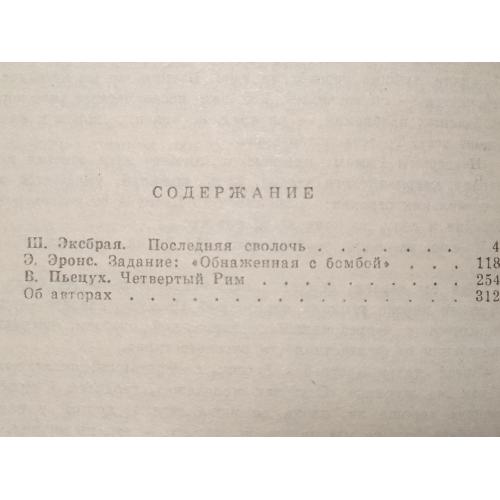 СОДЕРЖАНИЕ
Ш. Эксбрая. Последняя сволочь . . . . . . . 4
Э. Эронс. Задание: «Обнаженная с бомбой» . . . 118
В. Пьецух. Четвертый Рим . . . . . . . . . . 254
Об авторах . . . . . . . . . . . . . . . . 312